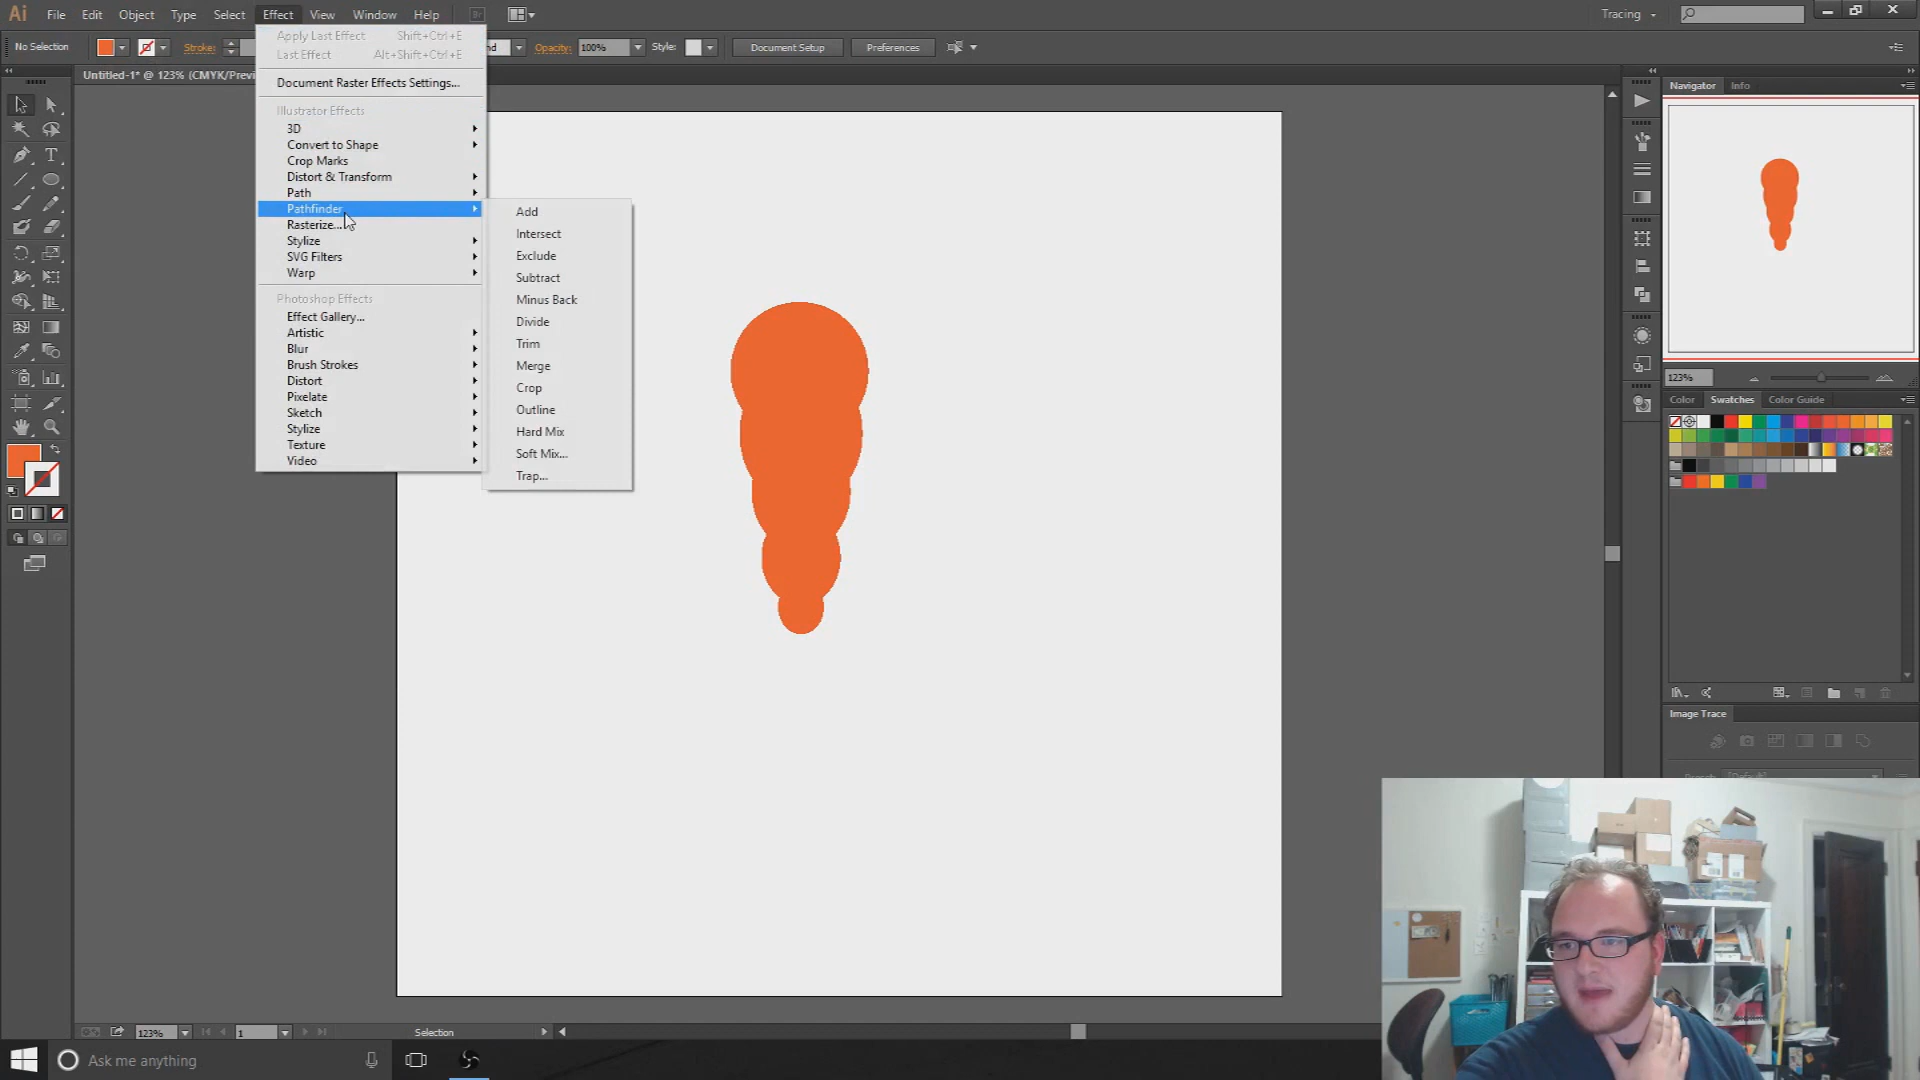 Ai File Edit Object Type Select Effect View Window Help Br Tracing
No Selection Stroke: nd Opacity: 100% Style: Document Setup Preferences
Untitled-1* @ 123% (CMYK/Previ
Apply Last Effect Shift+Ctrl+E
Last Effect Alt+Shift+Ctrl+E
Document Raster Effects Settings...
Illustrator Effects
3D
Convert to Shape
Crop Marks
Distort & Transform
Path
Pathfinder
Rasterize...
Stylize
SVG Filters
Warp
Photoshop Effects
Effect Gallery...
Artistic
Blur
Brush Strokes
Distort
Pixelate
Sketch
Stylize
Texture
Video
Add
Intersect
Exclude
Subtract
Minus Back
Divide
Trim
Merge
Crop
Outline
Hard Mix
Soft Mix...
Trap...
Navigator Info
123%
Color Swatches Color Guide
Image Trace
[Default]
123% 1 Selection
Ask me anything